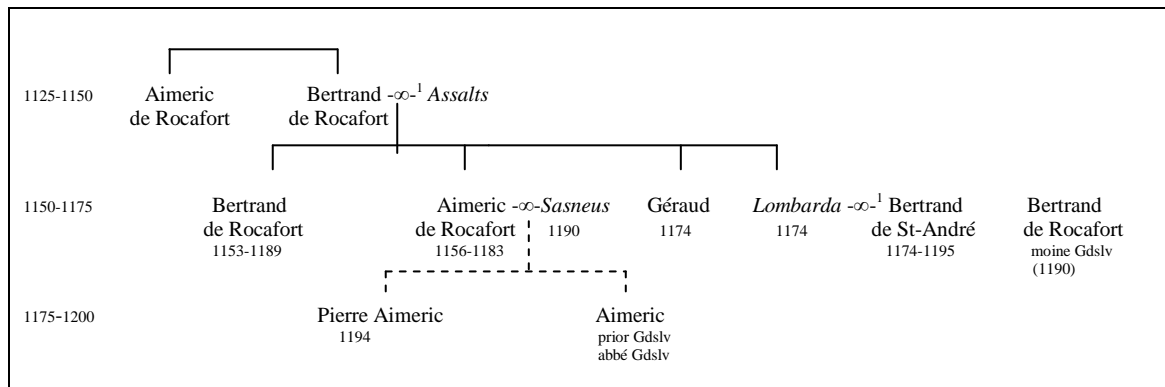 1125-1150 Aimeric Bertrand -∞-¹ Assalts
de Rocafort de Rocafort
1150-1175 Bertrand Aimeric -∞-Sasneus Géraud Lombarda -∞-¹ Bertrand Bertrand
de Rocafort de Rocafort 1190 1174 1174 de St-André de Rocafort
1153-1189 1156-1183 1174-1195 moine Gdslv
(1190)
1175-1200 Pierre Aimeric Aimeric
1194 prior Gdslv
abbé Gdslv